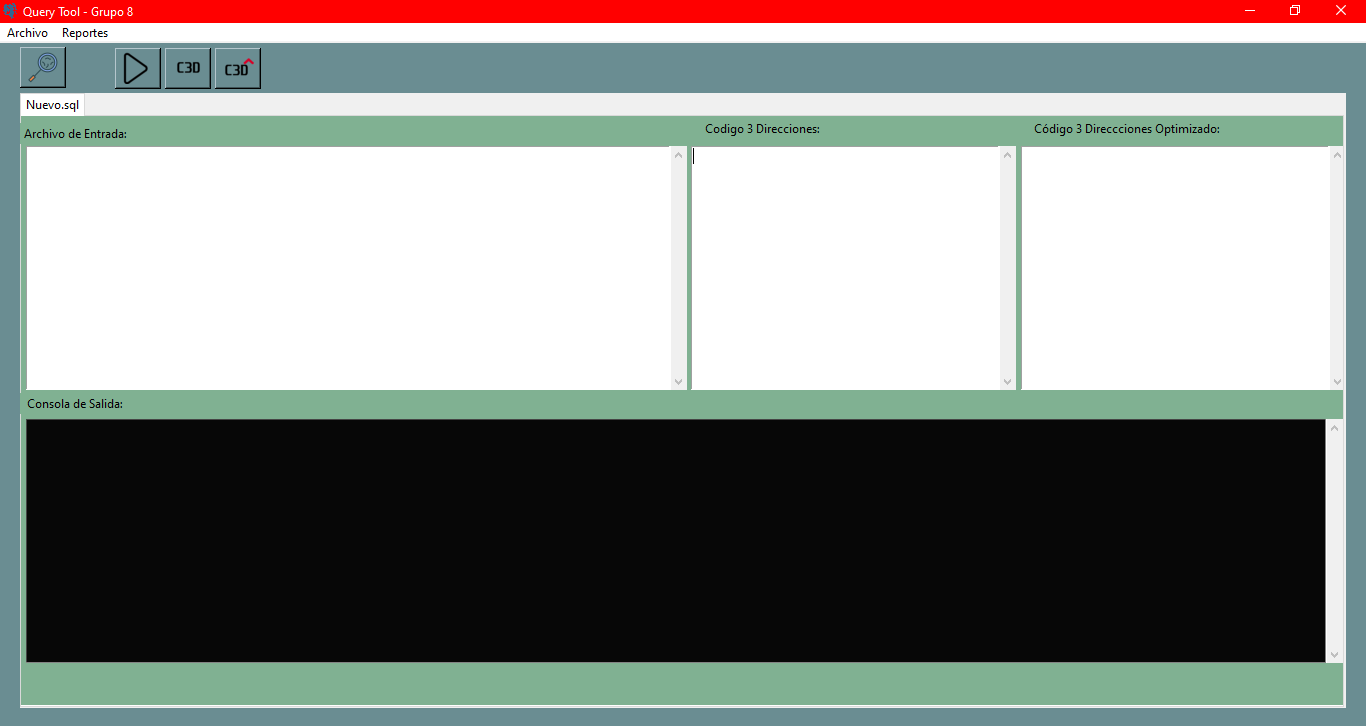 Query Tool - Grupo 8
Archivo Reportes
C3D C3D
Nuevo.sql
Archivo de Entrada: Codigo 3 Direcciones: Código 3 Direccciones Optimizado:
Consola de Salida: